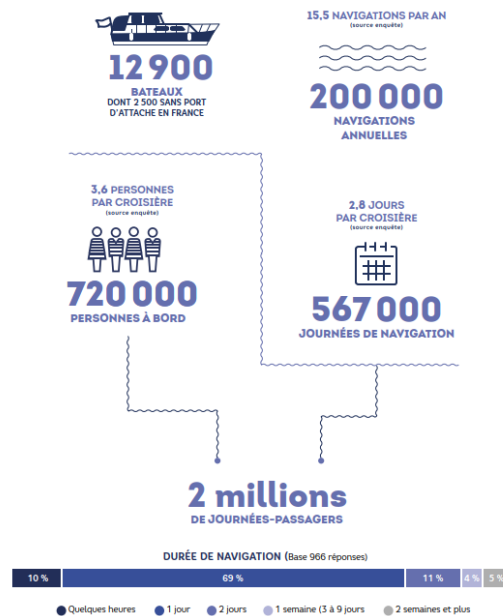 12 900
BATEAUX
DONT 2 500 SANS PORT
D'ATTACHE EN FRANCE
15,5 NAVIGATIONS PAR AN
(source enquête)
200 000
NAVIGATIONS
ANNUELLES
3,6 PERSONNES
PAR CROISIÈRE
(source enquête)
720 000
PERSONNES À BORD
2,8 JOURS
PAR CROISIÈRE
(source enquête)
567 000
JOURNÉES DE NAVIGATION
2 millions
DE JOURNÉES-PASSAGERS
DURÉE DE NAVIGATION (Base 966 réponses)
10 % 69 % 11 % 4 % 5 %
Quelques heures 1 jour 2 jours 1 semaine (3 à 9 jours 2 semaines et plus